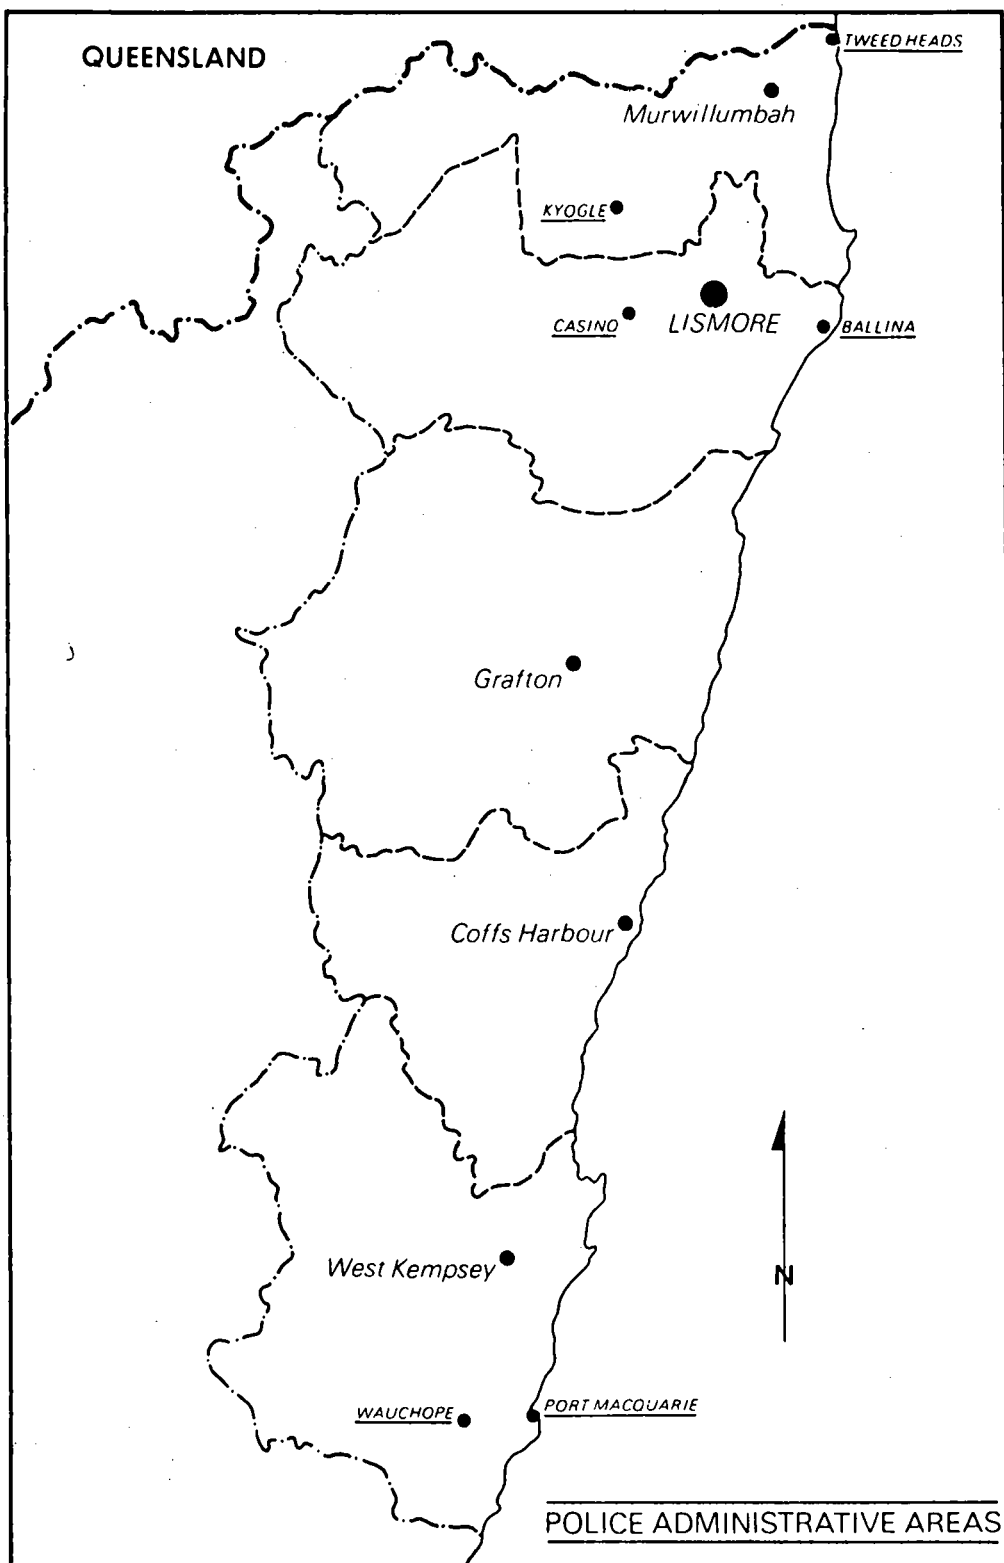 QUEENSLAND
TWEED HEADS
Murwillumbah
KYOGLE
CASINO
LISMORE
BALLINA
Grafton
Coffs Harbour
N
West Kempsey
WAUCHOPE
PORT MACQUARIE
POLICE ADMINISTRATIVE AREAS